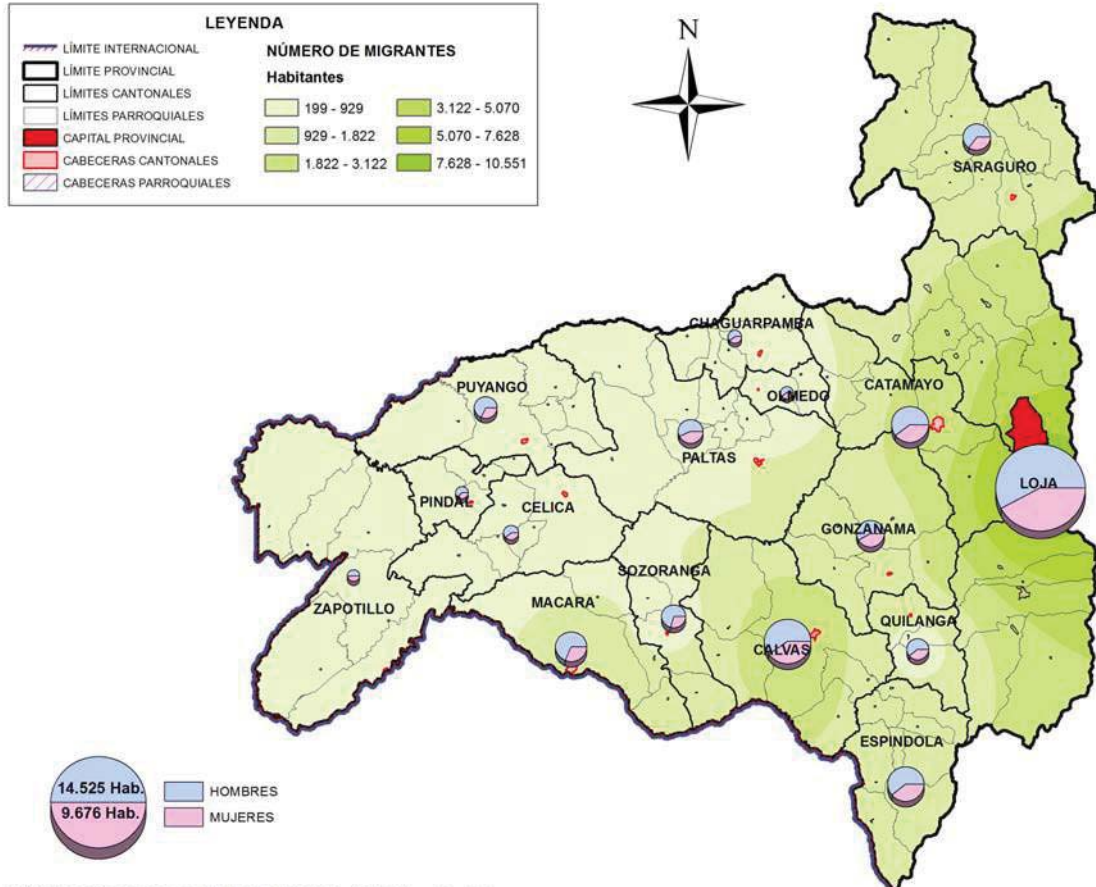 LEYENDA
LÍMITE INTERNACIONAL
LÍMITE PROVINCIAL
LÍMITES CANTONALES
LÍMITES PARROQUIALES
CAPITAL PROVINCIAL
CABECERAS CANTONALES
CABECERAS PARROQUIALES
NÚMERO DE MIGRANTES
Habitantes
199 - 929
929 - 1.822
1.822 - 3.122
3.122 - 5.070
5.070 - 7.628
7.628 - 10.551
N
SARAGURO
CHAGUARPAMBA
OLMEDO
CATAMAYO
PUYANGO
PALTAS
LOJA
PINDAL
CELICA
GONZANAMA
SOZORANGA
MACARA
ZAPOTILLO
QUILANGA
CALVAS
ESPINDOLA
14.525 Hab.
9.676 Hab.
HOMBRES
MUJERES